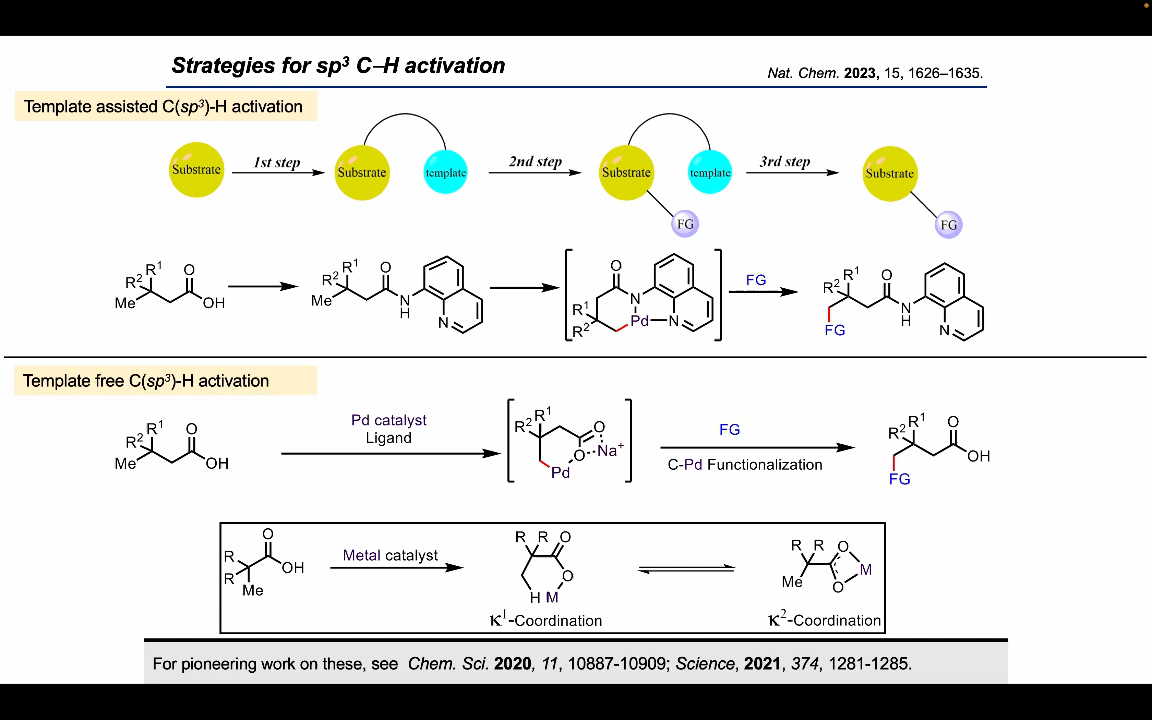 Strategies for sp³ C–H activation
Nat. Chem. 2023, 15, 1626–1635.
Template assisted C(sp³)-H activation
Substrate
1st step
Substrate
template
2nd step
Substrate
template
3rd step
Substrate
FG
FG
R¹
R²
Me
O
OH
R¹
R²
Me
O
N
H
N
O
N
R¹
R²
Pd
N
FG
R¹
R²
FG
O
N
H
N
Template free C(sp³)-H activation
R¹
R²
Me
O
OH
Pd catalyst
Ligand
R¹
R²
O
O
Na⁺
Pd
FG
C-Pd Functionalization
R¹
R²
FG
O
OH
R
R
Me
O
OH
Metal catalyst
R R O
O
H M
κ¹-Coordination
R R O
M
Me
O
κ²-Coordination
For pioneering work on these, see Chem. Sci. 2020, 11, 10887-10909; Science, 2021, 374, 1281-1285.